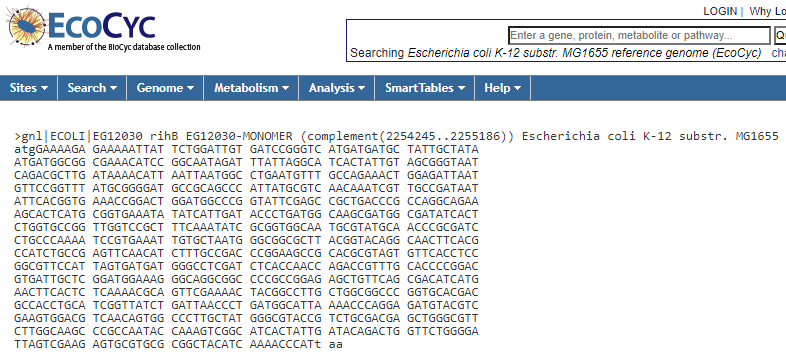 LOGIN | Why Lo
EcoCyc
A member of the BioCyc database collection
Enter a gene, protein, metabolite or pathway...
Searching Escherichia coli K-12 substr. MG1655 reference genome (EcoCyc) cha
Sites Search Genome Metabolism Analysis SmartTables Help
>gnl|ECOLI|EG12030 rihB EG12030-MONOMER (complement(2254245..2255186)) Escherichia coli K-12 substr. MG1655
atgGAAAAGA GAAAAATTAT TCTGGATTGT GATCCGGGTC ATGATGATGC TATTGCTATA
ATGATGGCGG CGAAACATCC GGCAATAGAT TTATTAGGCA TCACTATTGT AGCGGGTAAT
CAGACGCTTG ATAAAACATT AATTAATGGC CTGAATGTTT GCCAGAAACT GGAGATTAAT
GTTCCGGTTT ATGCGGGGAT GCCGCAGCCC ATTATGCGTC AACAAATCGT TGCCGATAAT
ATTCACGGTG AAACCGGACT GGATGGCCCG GTATTCGAGC CGCTGACCCG CCAGGCAGAA
AGCACTCATG CGGTGAAATA TATCATTGAT ACCCTGATGG CAAGCGATGG CGATATCACT
CTGGTGCCGG TTGGTCCGCT TTCAAATATC GCGGTGGCAA TGCGTATGCA ACCCGCGATC
CTGCCCAAAA TCCGTGAAAT TGTGCTAATG GGCGGCGCTT ACGGTACAGG CAACTTCACG
CCATCTGCCG AGTTCAACAT CTTTGCCGAC CCGGAAGCCG CACGCGTAGT GTTCACCTCC
GGCGTTCCAT TAGTGATGAT GGGCCTCGAT CTCACCAACC AGACCGTTTG CACCCCGGAC
GTGATTGCTC GGATGGAAAG GGCAGGCGGC CCCGCCGGAG AGCTGTTCAG CGACATCATG
AACTTCACTC TCAAAACGCA GTTCGAAAAC TACGGCCTTG CTGGCGGCCC GGTGCACGAC
GCCACCTGCA TCGGTTATCT GATTAACCCT GATGGCATTA AAACCCAGGA GATGTACGTC
GAAGTGGACG TCAACAGTGG CCCTTGCTAT GGGCGTACCG TCTGCGACGA GCTGGGCGTT
CTTGGCAAGC CCGCCAATAC CAAAGTCGGC ATCACTATTG ATACAGACTG GTTCTGGGGA
TTAGTCGAAG AGTGCGTGCG CGGCTACATC AAAACCCATt aa